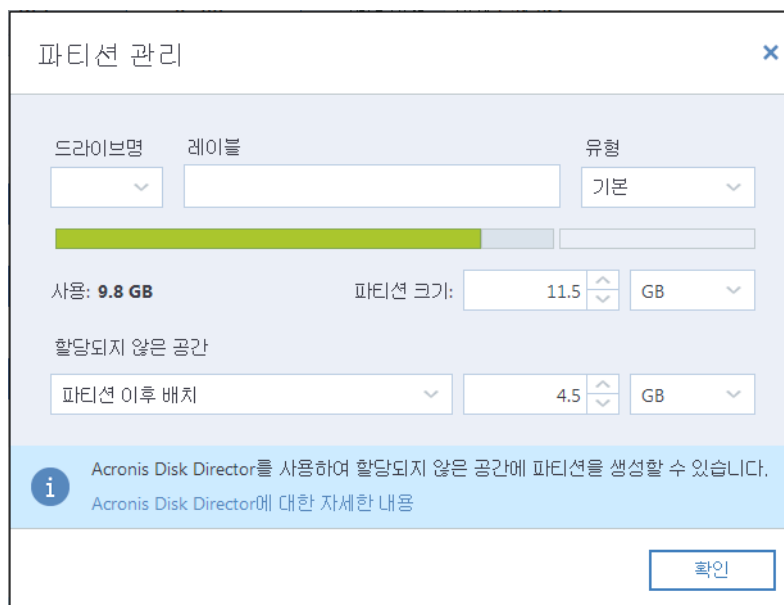 파티션 관리
드라이브명 레이블 유형
기본
사용: 9.8 GB 파티션 크기: 11.5 GB
할당되지 않은 공간
파티션 이후 배치 4.5 GB
Acronis Disk Director를 사용하여 할당되지 않은 공간에 파티션을 생성할 수 있습니다.
Acronis Disk Director에 대한 자세한 내용
확인